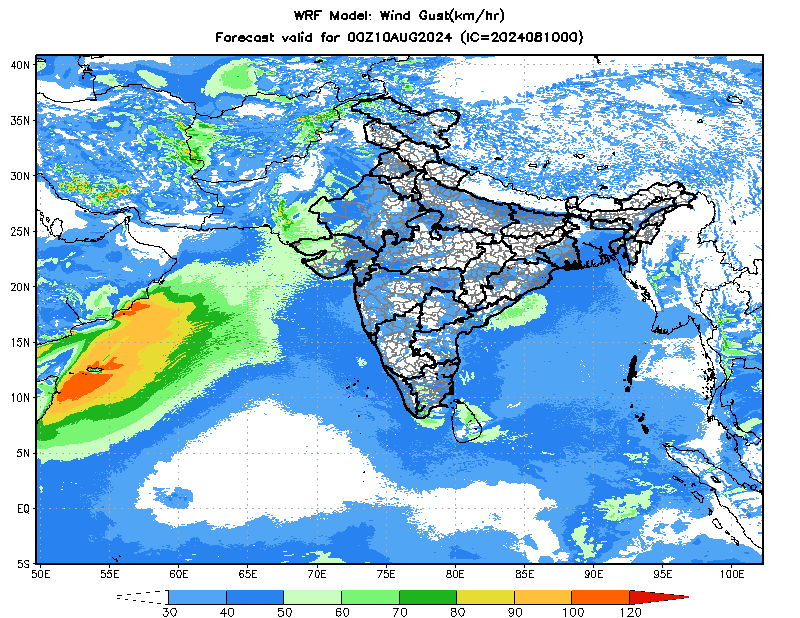 WRF Model: Wind Gust(km/hr)
Forecast valid for 00Z10AUG2024 (IC=2024081000)
40N
35N
30N
25N
20N
15N
10N
5N
EQ
5S
50E 55E 60E 65E 70E 75E 80E 85E 90E 95E 100E
30 40 50 60 70 80 90 100 120